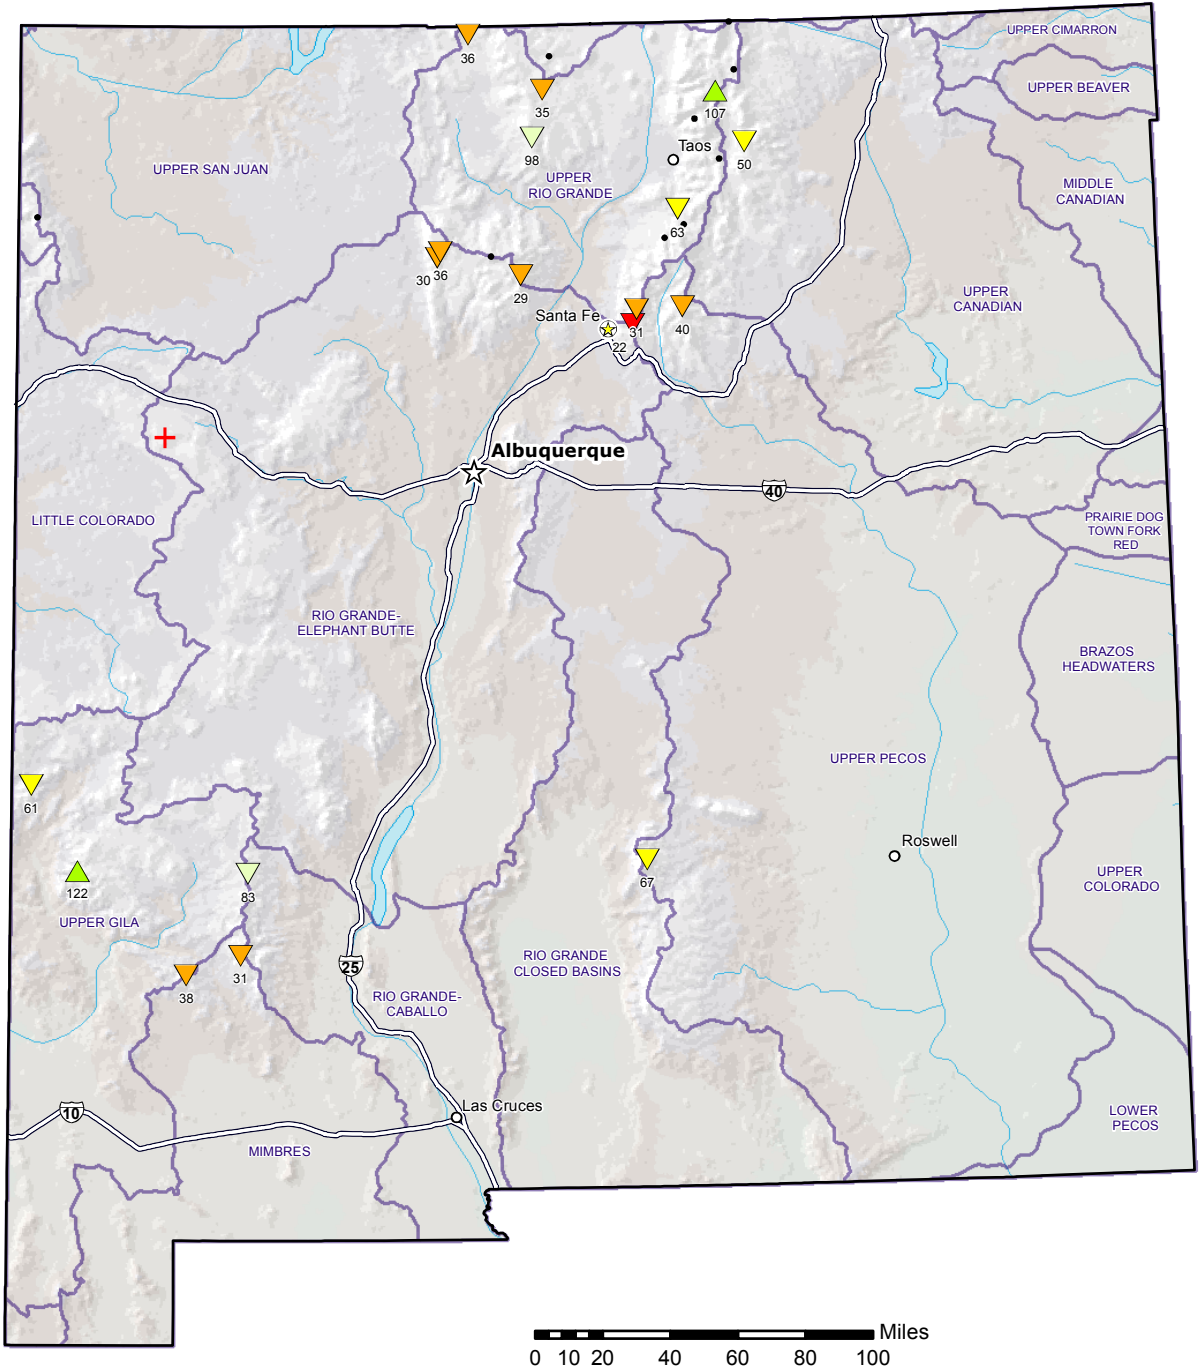 UPPER CIMARRON
36
UPPER BEAVER
35
107
Taos
98
50
UPPER SAN JUAN
UPPER
RIO GRANDE
MIDDLE
CANADIAN
63
30
36
29
UPPER
CANADIAN
Santa Fe
31
40
22
Albuquerque
40
LITTLE COLORADO
PRAIRIE DOG
TOWN FORK
RED
RIO GRANDE-
ELEPHANT BUTTE
BRAZOS
HEADWATERS
UPPER PECOS
61
Roswell
67
122
83
UPPER
COLORADO
UPPER GILA
RIO GRANDE
CLOSED BASINS
25
31
38
RIO GRANDE-
CABALLO
10
Las Cruces
LOWER
PECOS
MIMBRES
Miles
0 10 20 40 60 80 100